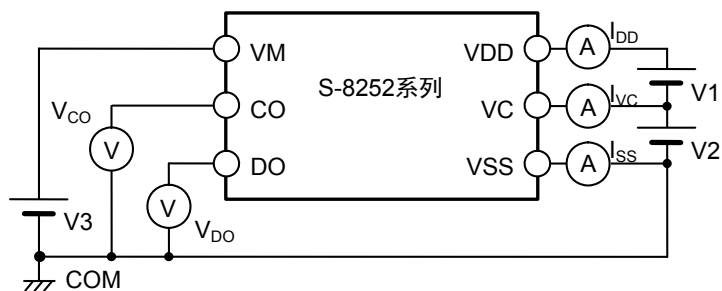 VM
VDD
A
I_DD
S-8252系列
V1
V_CO
CO
VC
A
I_VC
V
V2
DO
VSS
A
I_SS
V
V3
V_DO
COM